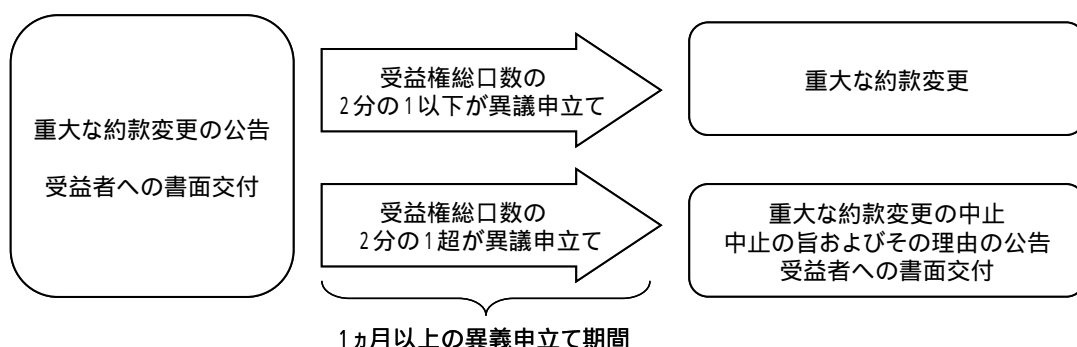 重大な約款変更の公告
受益者への書面交付
受益権総口数の
2分の1以下が異議申立て
重大な約款変更
受益権総口数の
2分の1超が異議申立て
重大な約款変更の中止
中止の旨およびその理由の公告
受益者への書面交付
1ヵ月以上の異義申立て期間